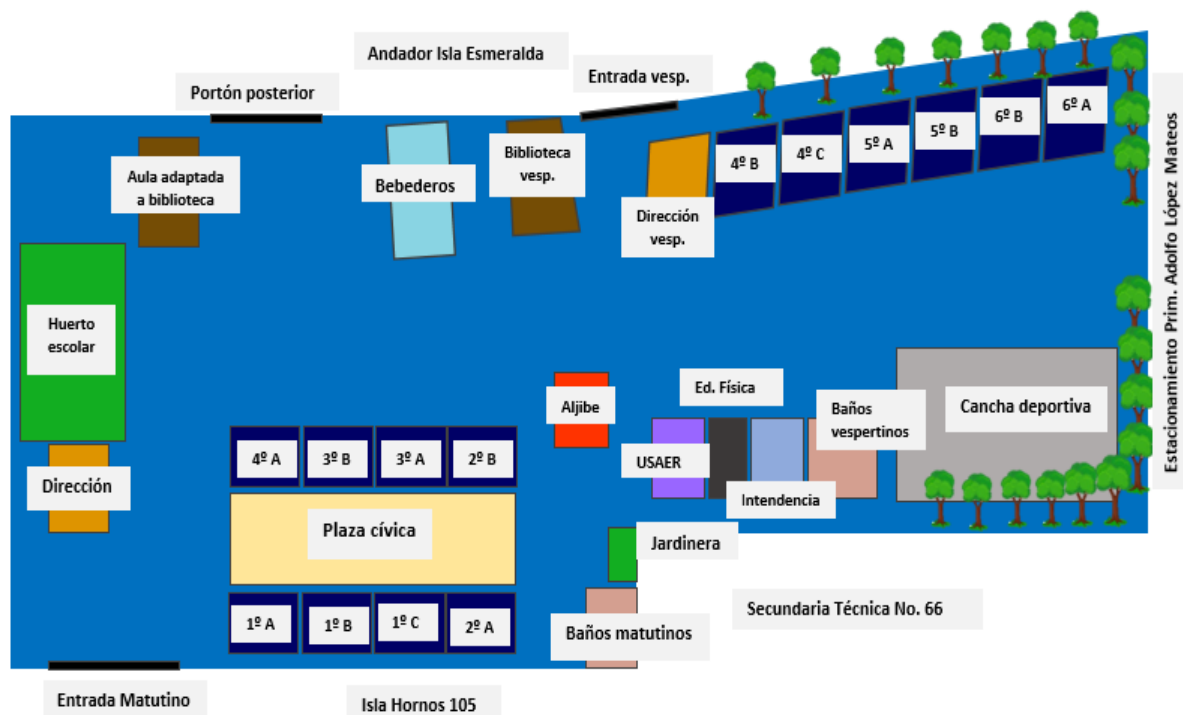 Andador Isla Esmeralda
Entrada vesp.
Portón posterior
6º A
6º B
5º B
5º A
4º C
4º B
Biblioteca
vesp.
Aula adaptada
a biblioteca
Bebederos
Dirección
vesp.
Estacionamiento Prim. Adolfo López Mateos
Huerto
escolar
Ed. Física
Aljibe
Baños
vespertinos
Cancha deportiva
4º A
3º B
3º A
2º B
USAER
Dirección
Intendencia
Plaza cívica
Jardinera
Secundaria Técnica No. 66
1º A
1º B
1º C
2º A
Baños matutinos
Entrada Matutino
Isla Hornos 105